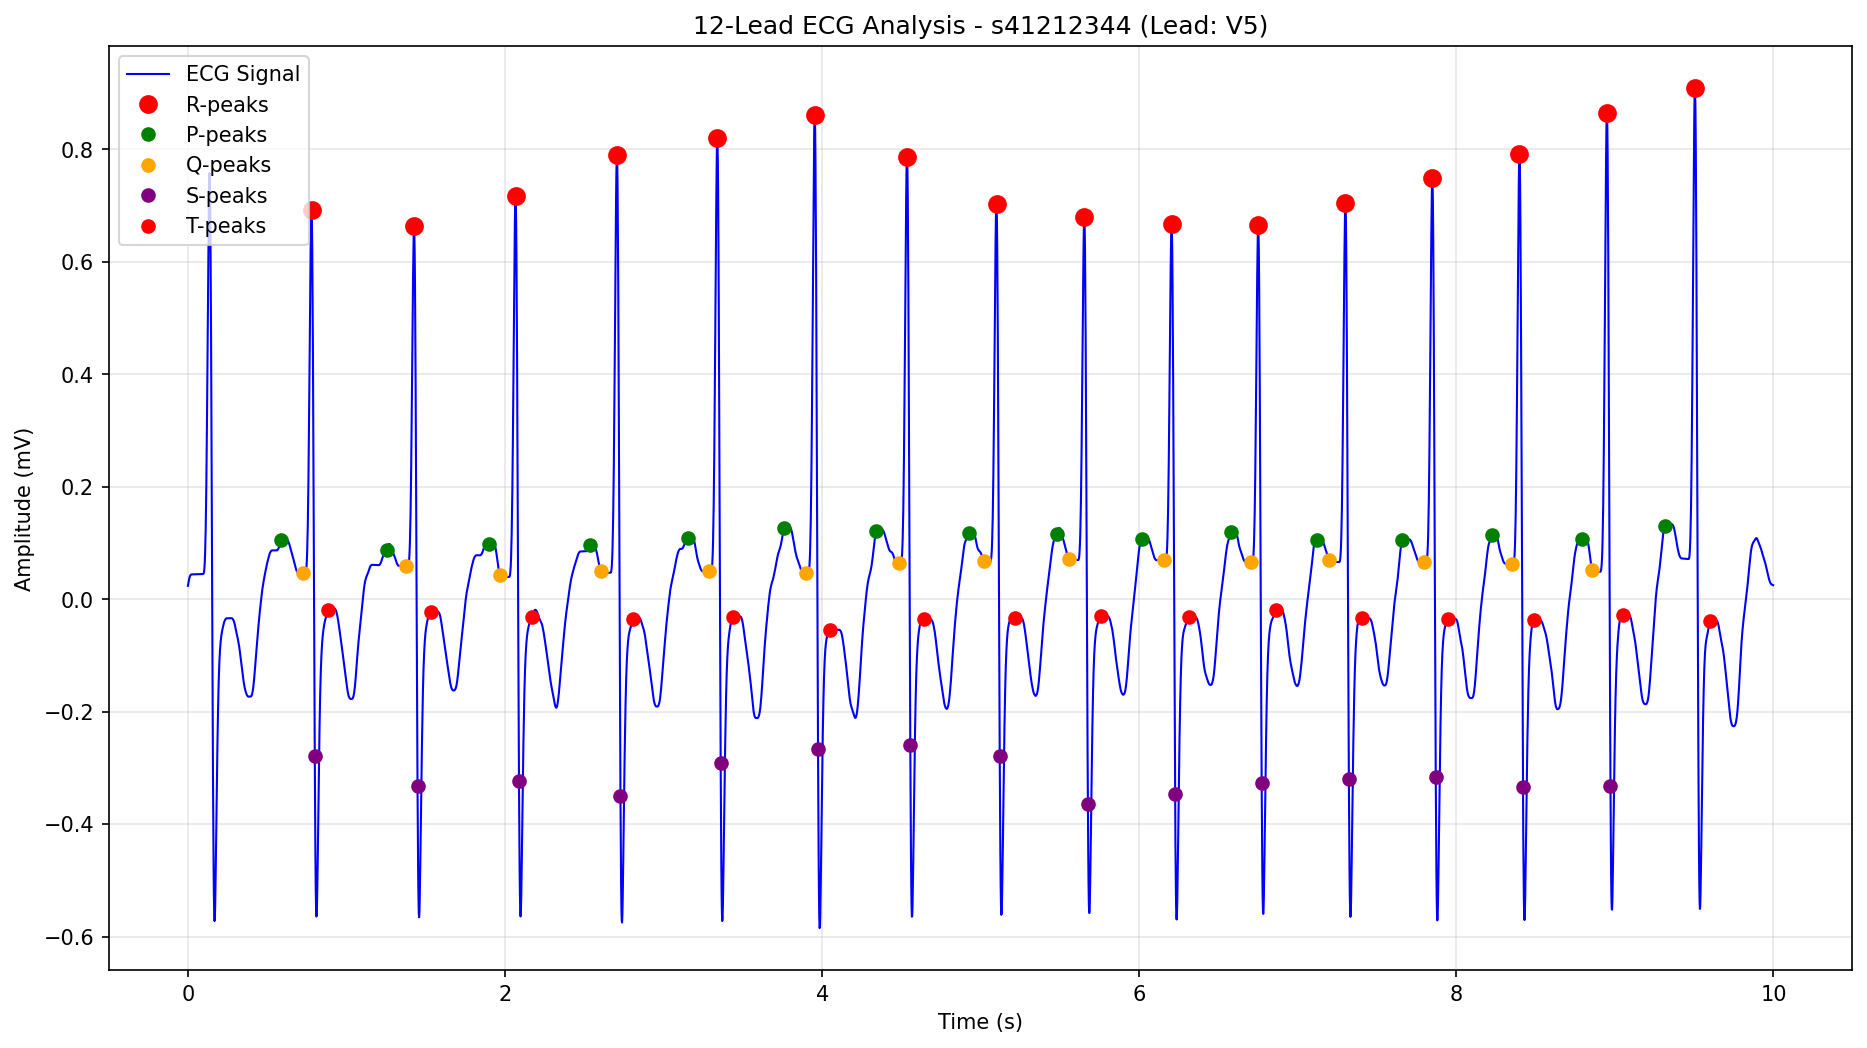 12-Lead ECG Analysis - s41212344 (Lead: V5)
ECG Signal
R-peaks
P-peaks
Q-peaks
S-peaks
T-peaks
Amplitude (mV)
0.8
0.6
0.4
0.2
0.0
−0.2
−0.4
−0.6
0
2
4
6
8
10
Time (s)